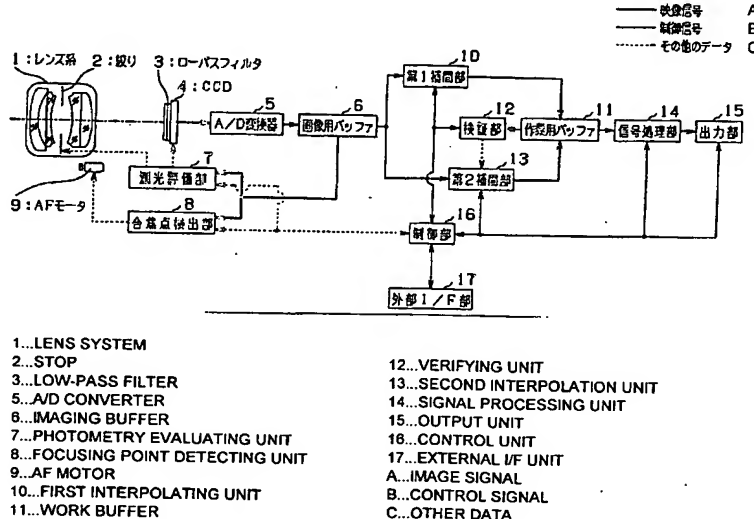 映像信号 A
制御信号 B
その他のデータ C
1：レンズ系
2：絞り
3：ローパスフィルタ
4：CCD
5
A/D変換器
6
画像用バッファ
10
第1補間部
12
検証部
11
作業用バッファ
14
信号処理部
15
出力部
7
測光評価部
13
第2補間部
9：AFモータ
8
合焦点検出部
16
制御部
17
外部I/F部
1...LENS SYSTEM
2...STOP
3...LOW-PASS FILTER
5...A/D CONVERTER
6...IMAGING BUFFER
7...PHOTOMETRY EVALUATING UNIT
8...FOCUSING POINT DETECTING UNIT
9...AF MOTOR
10...FIRST INTERPOLATING UNIT
11...WORK BUFFER
12...VERIFYING UNIT
13...SECOND INTERPOLATION UNIT
14...SIGNAL PROCESSING UNIT
15...OUTPUT UNIT
16...CONTROL UNIT
17...EXTERNAL I/F UNIT
A...IMAGE SIGNAL
B...CONTROL SIGNAL
C...OTHER DATA